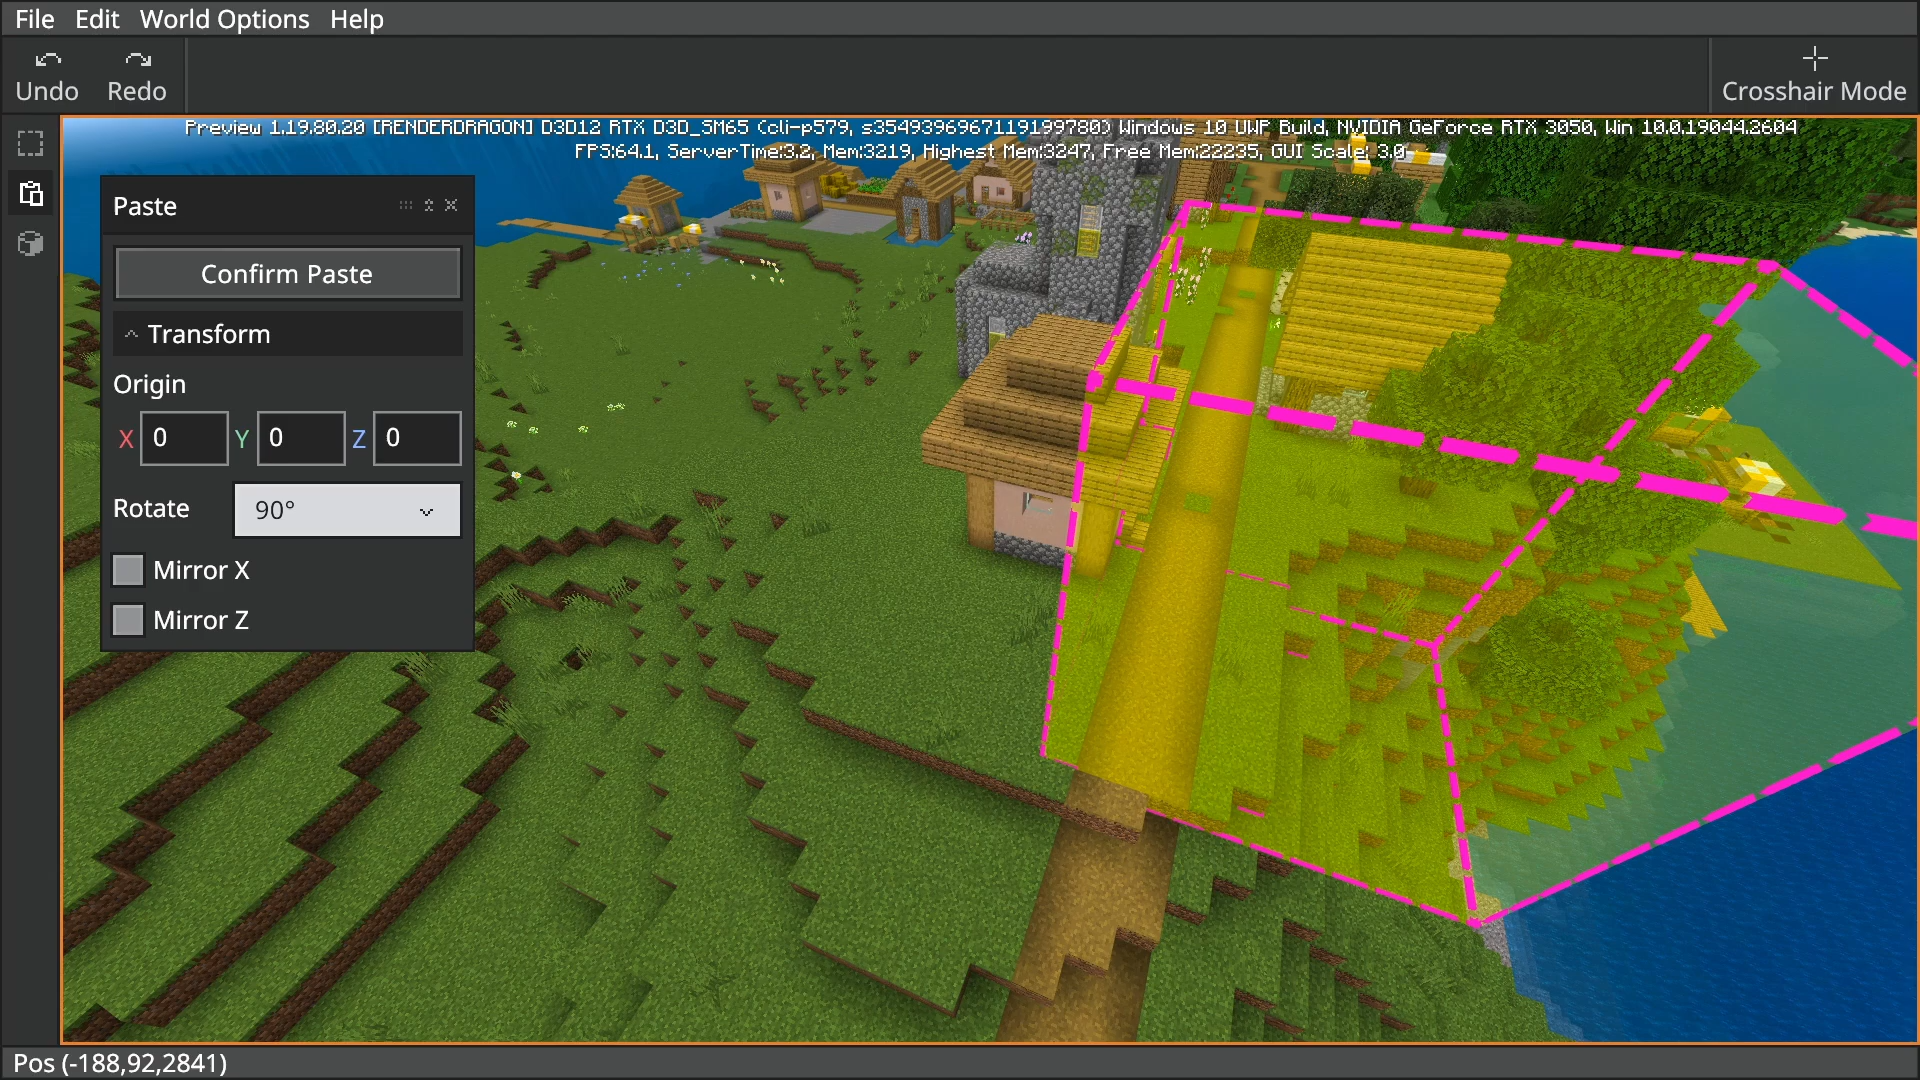 File Edit World Options Help
Undo Redo Crosshair Mode
Preview 1.19.80.20 [RENDERDRAGON] D3D12 RTX D3D_SM65 (cli-p579, s3549396967119199780) Windows 10 UWP Build, NVIDIA GeForce RTX 3050, Win 10.0.19044.2604
FPS:64.1, ServerTime:3.2, Mem:3219, Highest Mem:3247, Free Mem:22235, GUI Scale: 3.0
Paste
Confirm Paste
Transform
Origin
X 0 Y 0 Z 0
Rotate 90°
Mirror X
Mirror Z
Pos (-188,92,2841)